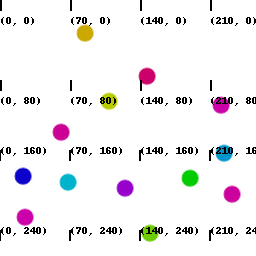 (0, 0) (70, 0) (140, 0) (210, 0)
(0, 80) (70, 80) (140, 80) (210, 80
(0, 160) (70, 160) (140, 160) (210, 160
(0, 240) (70, 240) (140, 240) (210, 240